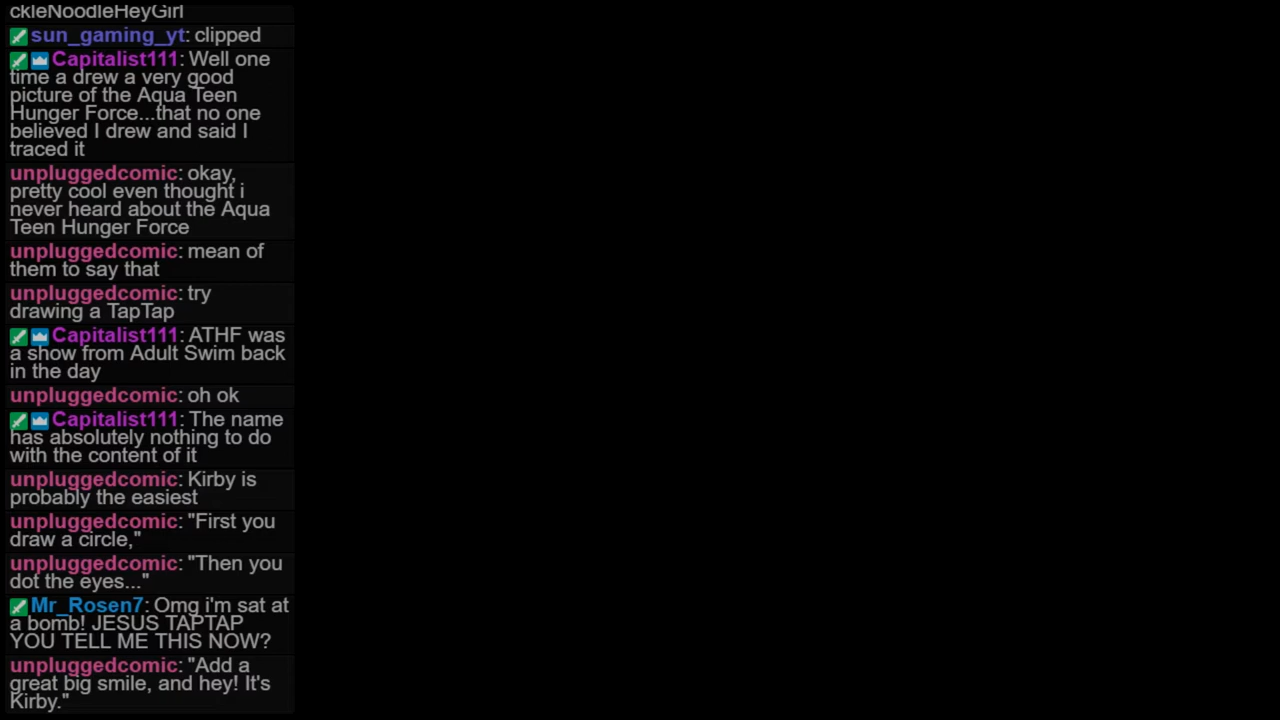 ckleNoodleHeyGirl
sun_gaming_yt: clipped
Capitalist111: Well one
time a drew a very good
picture of the Aqua Teen
Hunger Force...that no one
believed I drew and said I
traced it
unpluggedcomic: okay,
pretty cool even thought i
never heard about the Aqua
Teen Hunger Force
unpluggedcomic: mean of
them to say that
unpluggedcomic: try
drawing a TapTap
Capitalist111: ATHF was
a show from Adult Swim back
in the day
unpluggedcomic: oh ok
Capitalist111: The name
has absolutely nothing to do
with the content of it
unpluggedcomic: Kirby is
probably the easiest
unpluggedcomic: "First you
draw a circle,"
unpluggedcomic: "Then you
dot the eyes..."
Mr_Rosen7: Omg i'm sat at
a bomb! JESUS TAPTAP
YOU TELL ME THIS NOW?
unpluggedcomic: "Add a
great big smile, and hey! It's
Kirby."